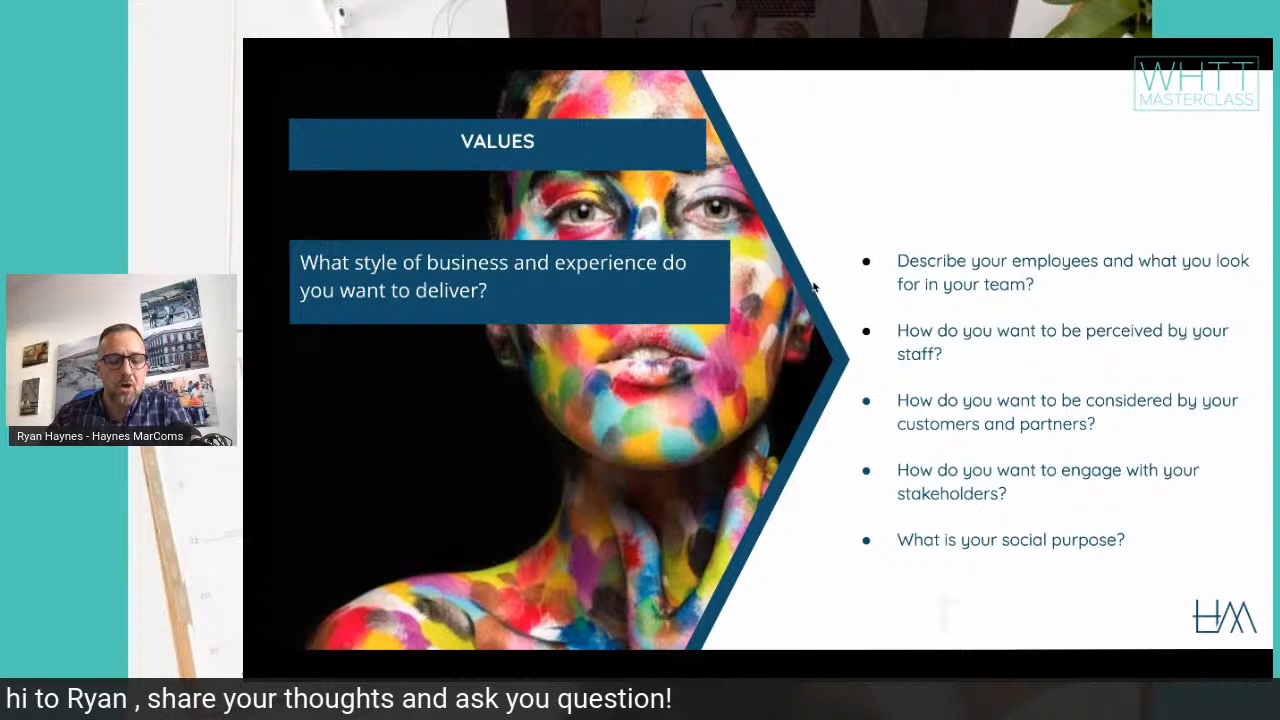 WHTT
MASTERCLASS
VALUES
What style of business and experience do
you want to deliver?
● Describe your employees and what you look
for in your team?
● How do you want to be perceived by your
staff?
● How do you want to be considered by your
customers and partners?
● How do you want to engage with your
stakeholders?
● What is your social purpose?
Ryan Haynes - Haynes MarComs
HM
hi to Ryan , share your thoughts and ask you question!